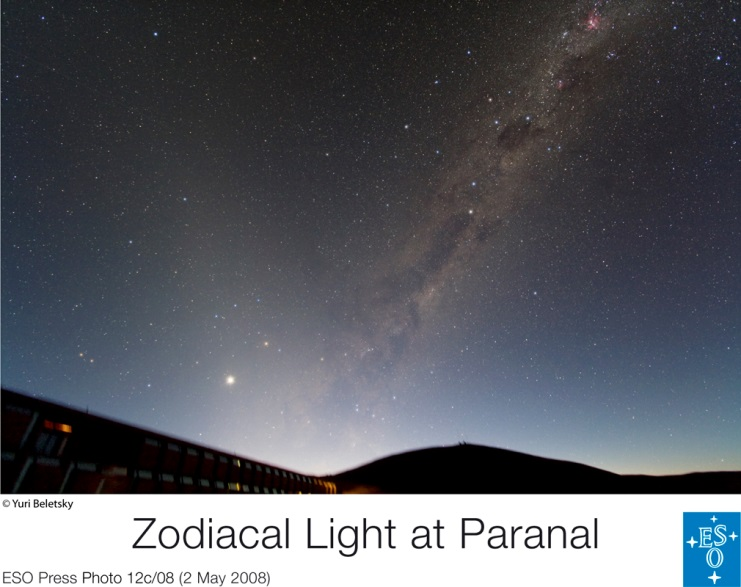 © Yuri Beletsky
Zodiacal Light at Paranal
ESO
ESO Press Photo 12c/08 (2 May 2008)